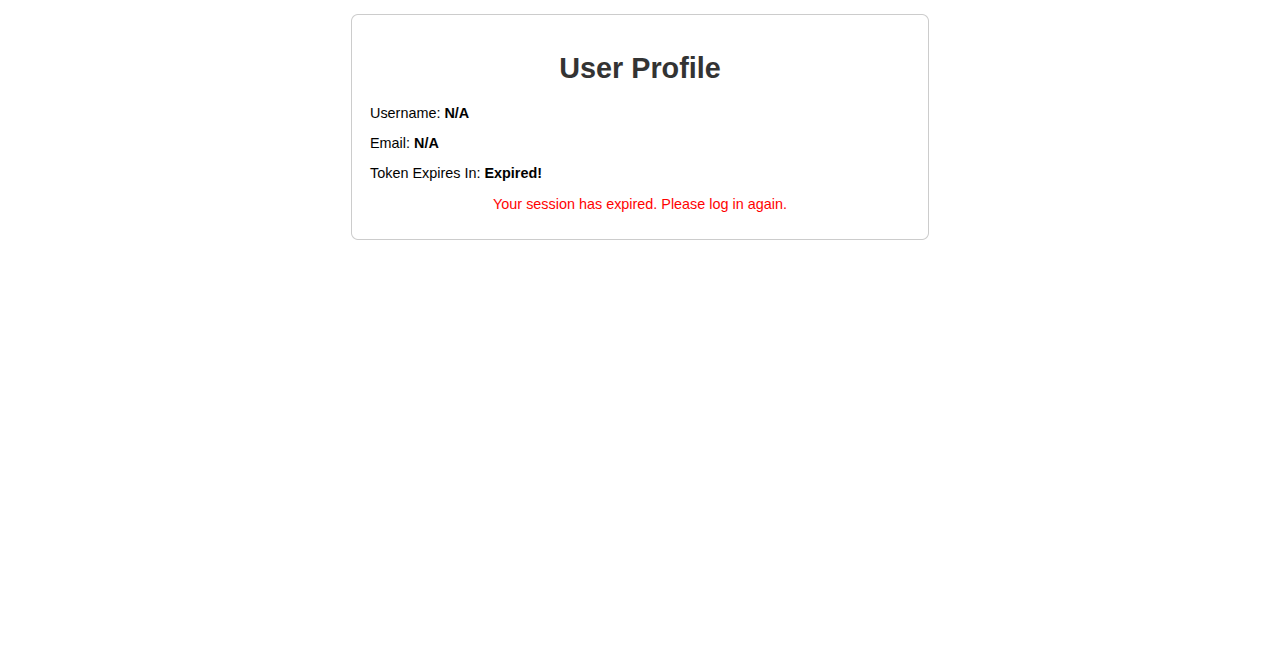 User Profile
Username: N/A
Email: N/A
Token Expires In: Expired!
Your session has expired. Please log in again.